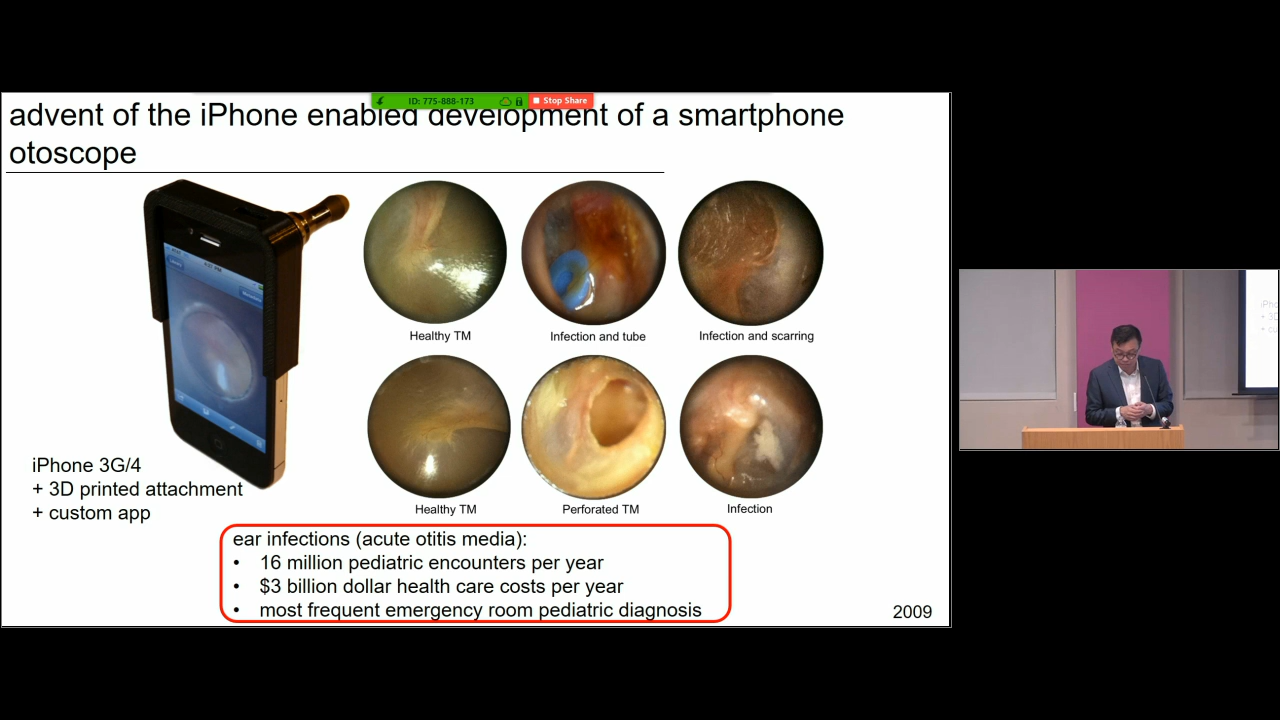 ID: 775-888-173
Stop Share
advent of the iPhone enabled development of a smartphone
otoscope
Healthy TM
Infection and tube
Infection and scarring
Healthy TM
Perforated TM
Infection
iPhone 3G/4
+ 3D printed attachment
+ custom app
ear infections (acute otitis media):
• 16 million pediatric encounters per year
• $3 billion dollar health care costs per year
• most frequent emergency room pediatric diagnosis
2009